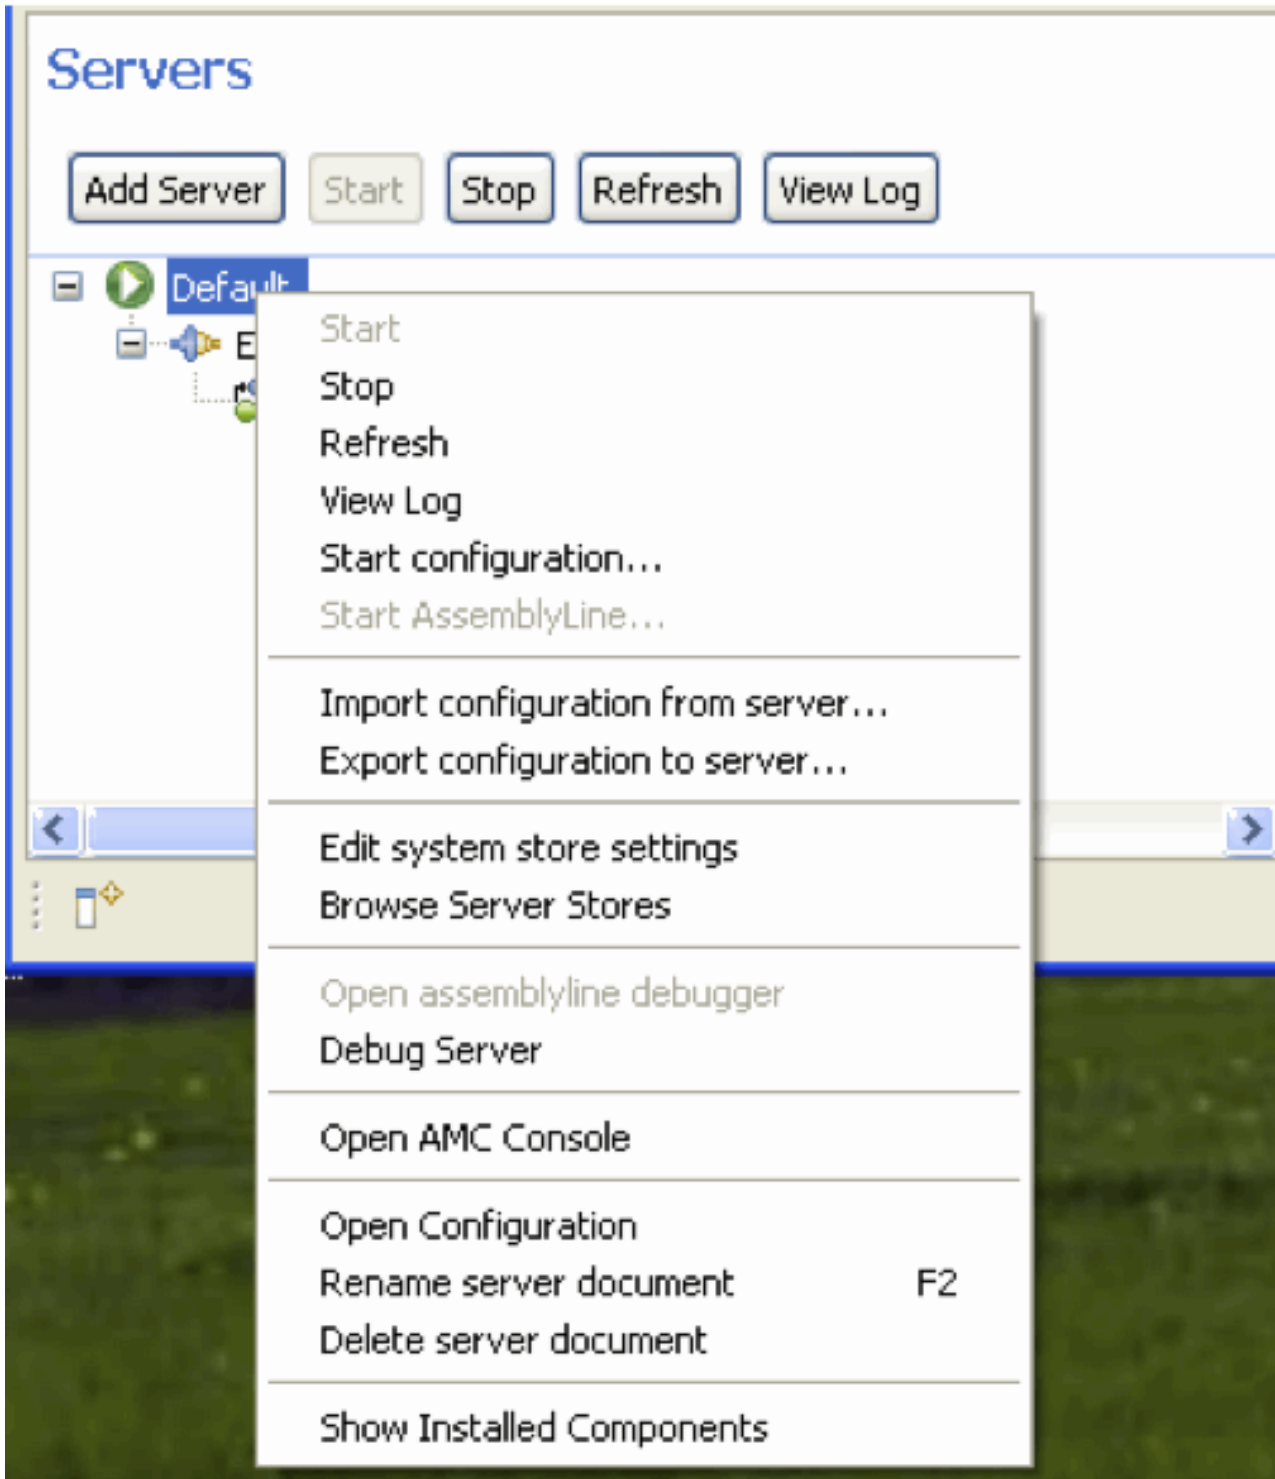 Servers
Add Server Start Stop Refresh View Log
Default
E
Start
Stop
Refresh
View Log
Start configuration...
Start AssemblyLine...
Import configuration from server...
Export configuration to server...
Edit system store settings
Browse Server Stores
Open assemblyline debugger
Debug Server
Open AMC Console
Open Configuration
Rename server document F2
Delete server document
Show Installed Components